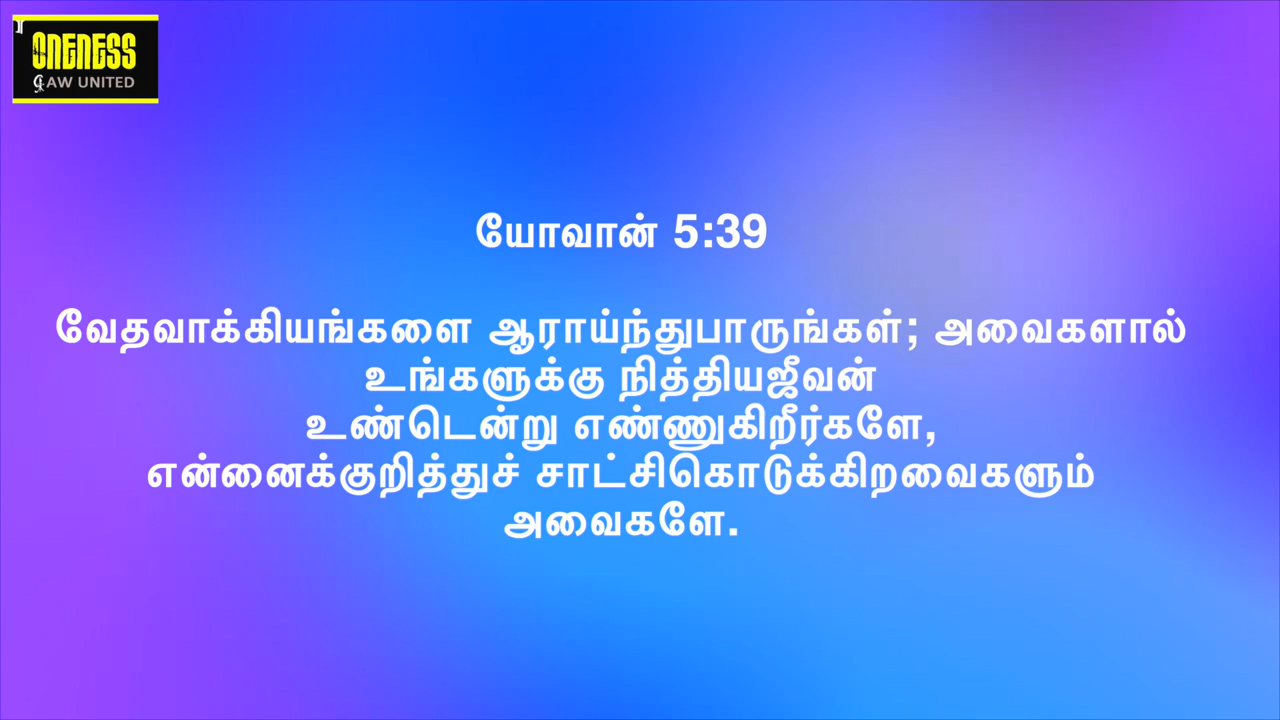 ONENESS
GAW UNITED
யோவான் 5:39
வேதவாக்கியங்களை ஆராய்ந்துபாருங்கள்; அவைகளால்
உங்களுக்கு நித்தியஜீவன்
உண்டென்று எண்ணுகிறீர்களே,
என்னைக்குறித்துச் சாட்சிகொடுக்கிறவைகளும்
அவைகளே.